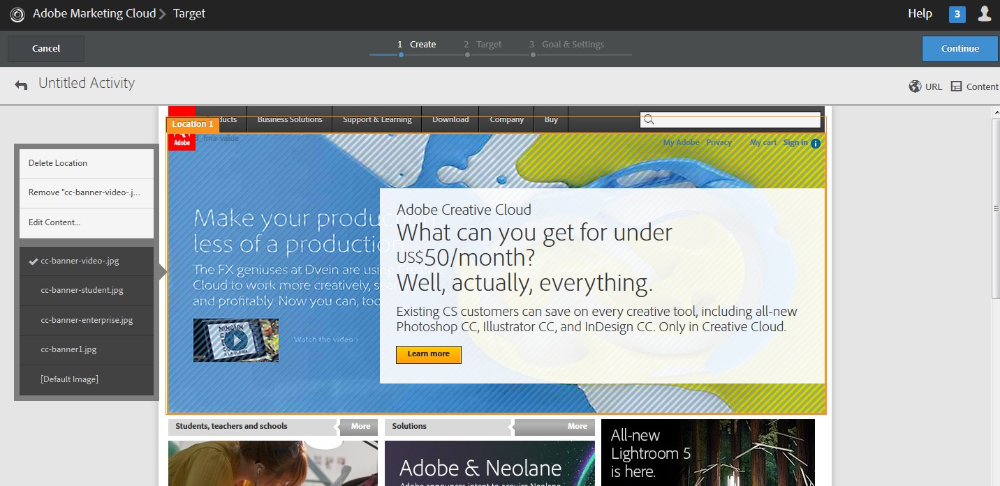 Adobe Marketing Cloud Target
Help 3
Cancel
1 Create 2 Target 3 Goal & Settings
Continue
Untitled Activity
URL Content
Business Solutions Support & Learning Download Company Buy
Location 1
Adobe
_fma-value
My Adobe Privacy My cart Sign in
Delete Location
Remove "cc-banner-video-.j...
Edit Content...
cc-banner-video-.jpg
cc-banner-student.jpg
cc-banner-enterprise.jpg
cc-banner1.jpg
[Default Image]
Make your production
less of a production
The FX geniuses at Dvein are using Creative
Cloud to work more creatively,
and profitably. Now you can, too.
Watch the video ›
Adobe Creative Cloud
What can you get for under
US$50/month?
Well, actually, everything.
Existing CS customers can save on every creative tool, including all-new
Photoshop CC, Illustrator CC, and InDesign CC. Only in Creative Cloud.
Learn more
Students, teachers and schools More
Solutions More
Adobe & Neolane
Adobe announces intent to acquire Neolane
All-new
Lightroom 5
is here.